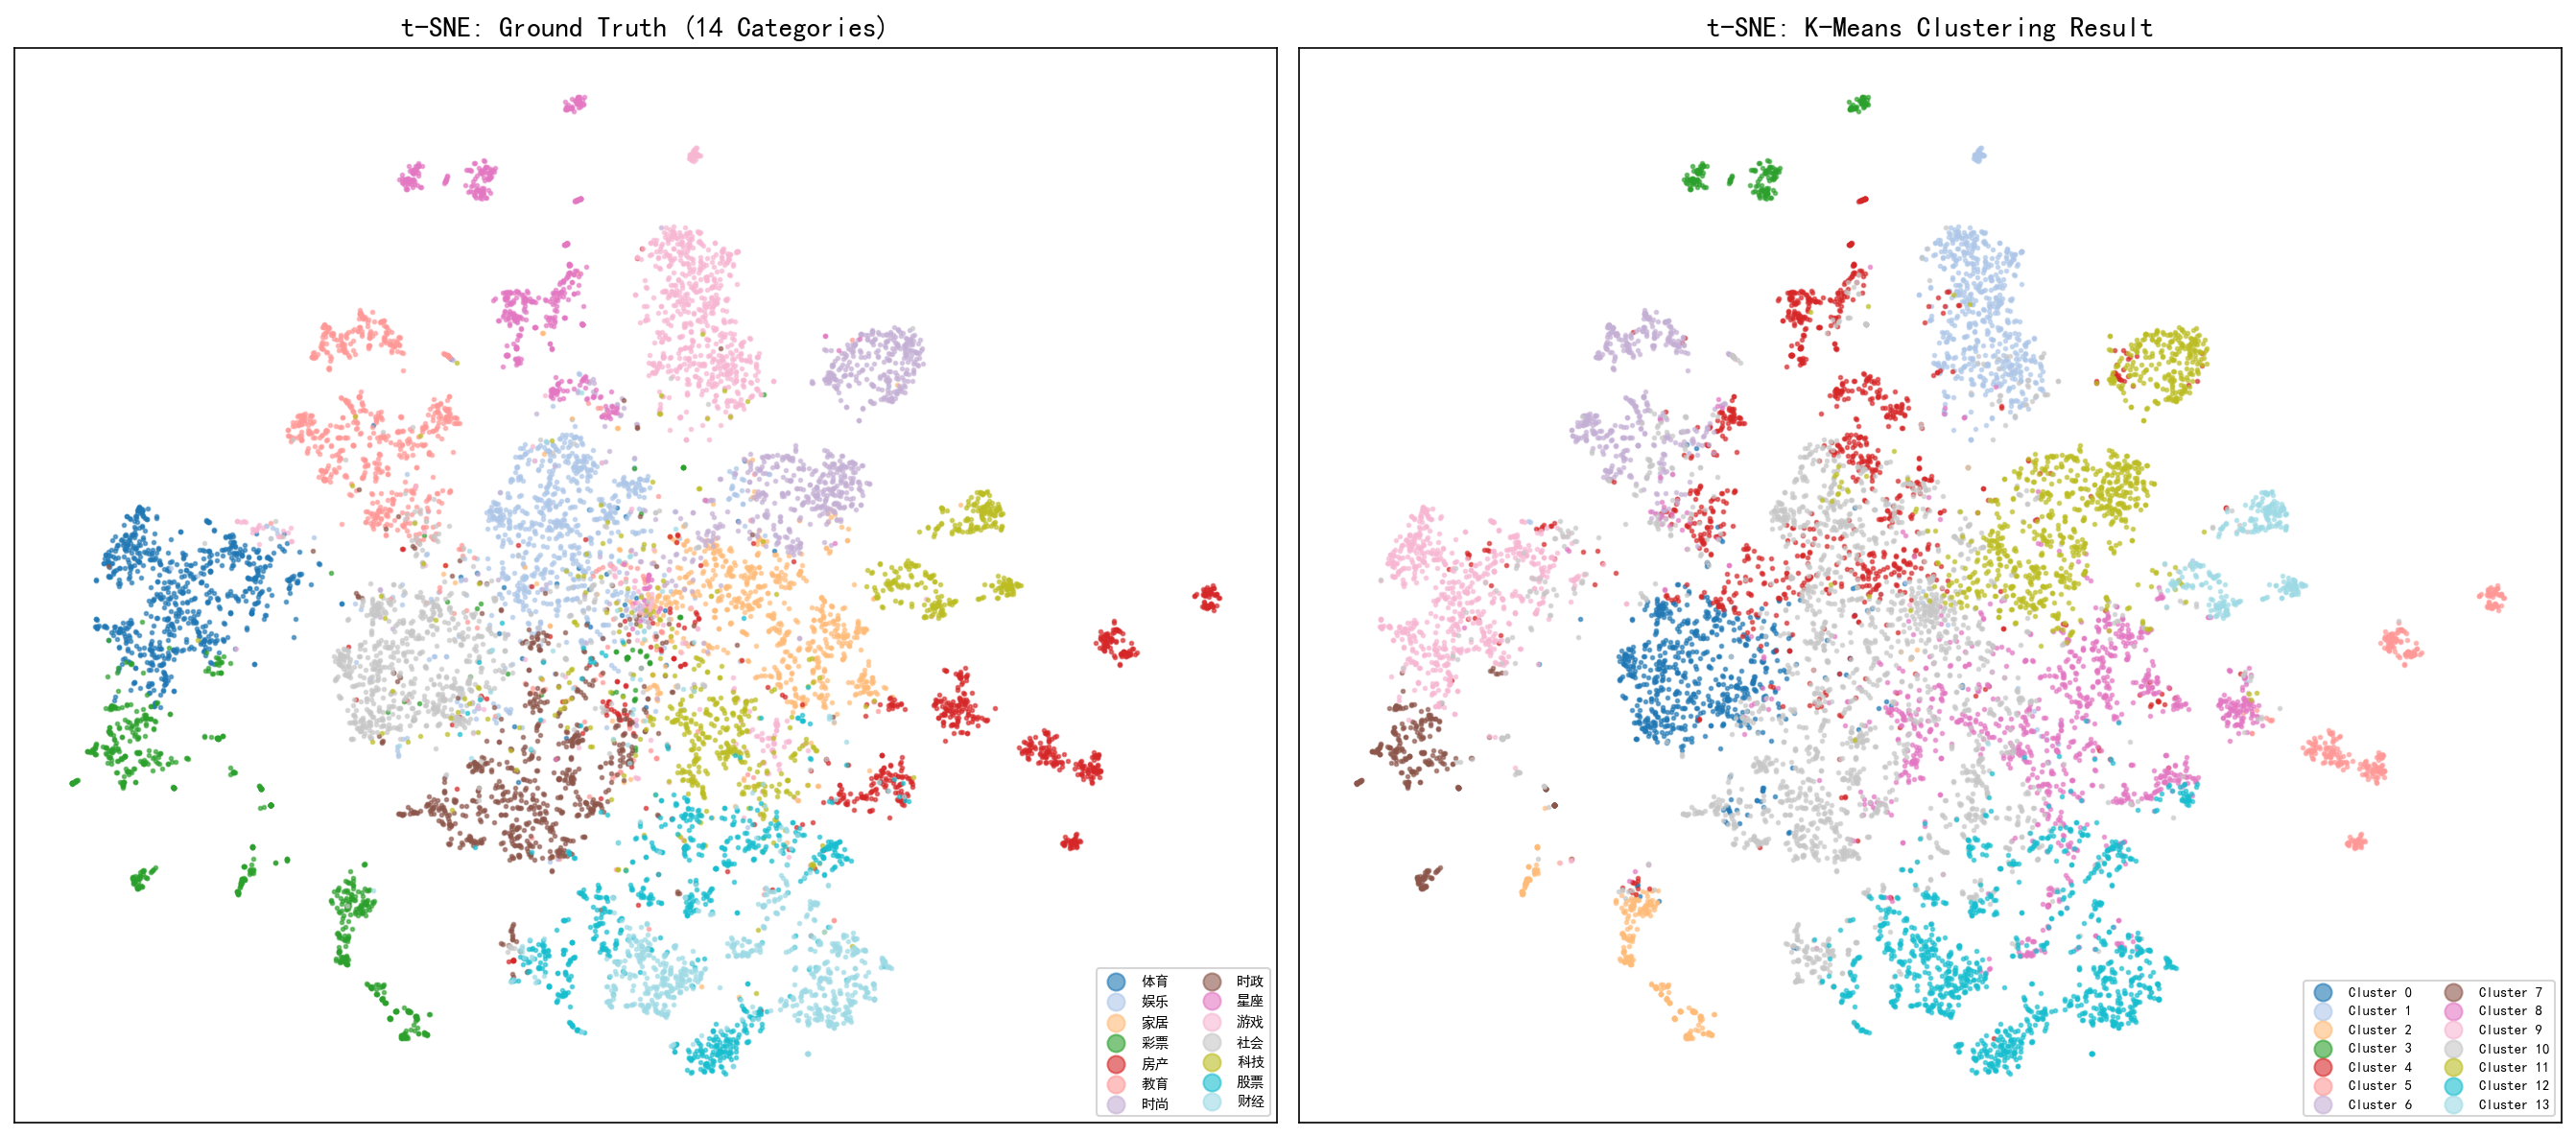 t-SNE: Ground Truth (14 Categories)
体育
娱乐
家居
彩票
房产
教育
时尚
时政
星座
游戏
社会
科技
股票
财经
t-SNE: K-Means Clustering Result
Cluster 0
Cluster 1
Cluster 2
Cluster 3
Cluster 4
Cluster 5
Cluster 6
Cluster 7
Cluster 8
Cluster 9
Cluster 10
Cluster 11
Cluster 12
Cluster 13